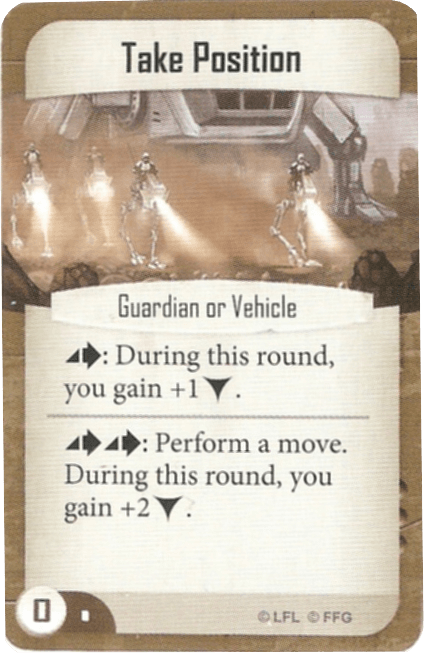 Take Position
Guardian or Vehicle
: During this round,
you gain +1 .
: Perform a move.
During this round, you
gain +2 .
0
© LFL © FFG